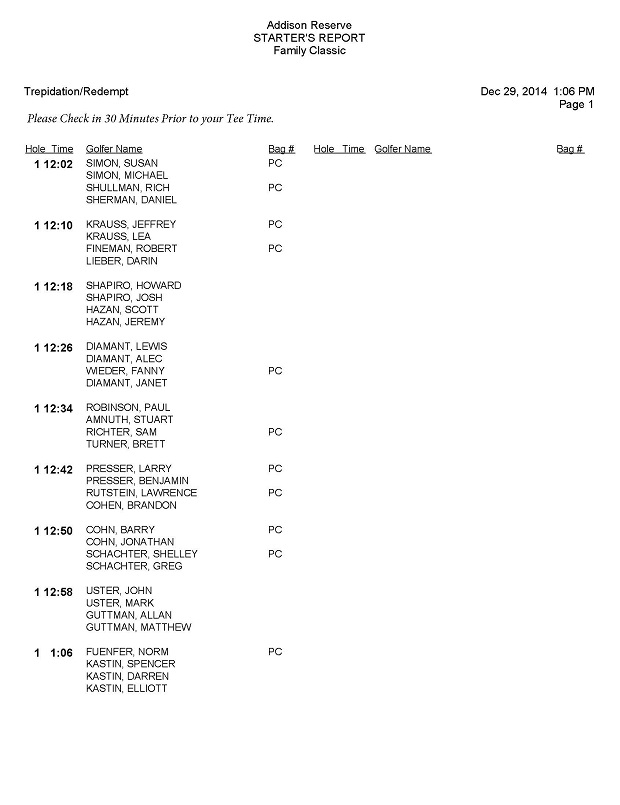 Addison Reserve
STARTER'S REPORT
Family Classic
Trepidation/Redempt Dec 29, 2014 1:06 PM
Page 1
Please Check in 30 Minutes Prior to your Tee Time.
Hole Time Golfer Name Bag # Hole Time Golfer Name Bag #
1 12:02 SIMON, SUSAN PC
SIMON, MICHAEL
SHULLMAN, RICH PC
SHERMAN, DANIEL
1 12:10 KRAUSS, JEFFREY PC
KRAUSS, LEA
FINEMAN, ROBERT PC
LIEBER, DARIN
1 12:18 SHAPIRO, HOWARD
SHAPIRO, JOSH
HAZAN, SCOTT
HAZAN, JEREMY
1 12:26 DIAMANT, LEWIS
DIAMANT, ALEC
WIEDER, FANNY PC
DIAMANT, JANET
1 12:34 ROBINSON, PAUL
AMNUTH, STUART
RICHTER, SAM PC
TURNER, BRETT
1 12:42 PRESSER, LARRY PC
PRESSER, BENJAMIN
RUTSTEIN, LAWRENCE PC
COHEN, BRANDON
1 12:50 COHN, BARRY PC
COHN, JONATHAN
SCHACHTER, SHELLEY PC
SCHACHTER, GREG
1 12:58 USTER, JOHN
USTER, MARK
GUTTMAN, ALLAN
GUTTMAN, MATTHEW
1 1:06 FUENFER, NORM PC
KASTIN, SPENCER
KASTIN, DARREN
KASTIN, ELLIOTT